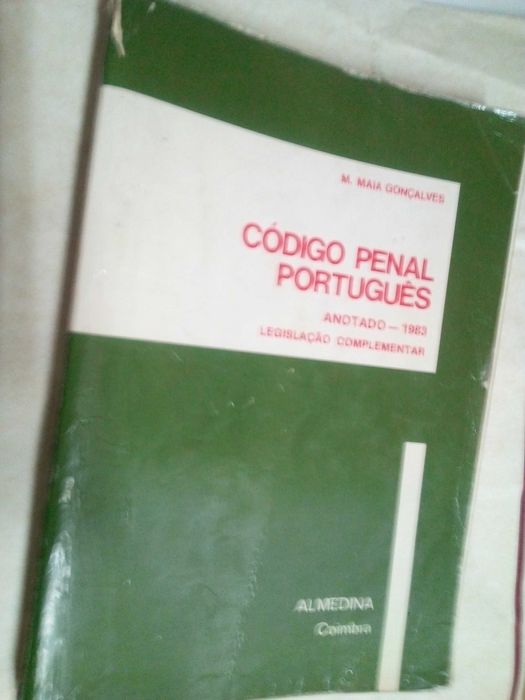 M. MAIA GONÇALVES
CÓDIGO PENAL
PORTUGUÊS
ANOTADO — 1983
LEGISLAÇÃO COMPLEMENTAR
ALMEDINA
Coimbra